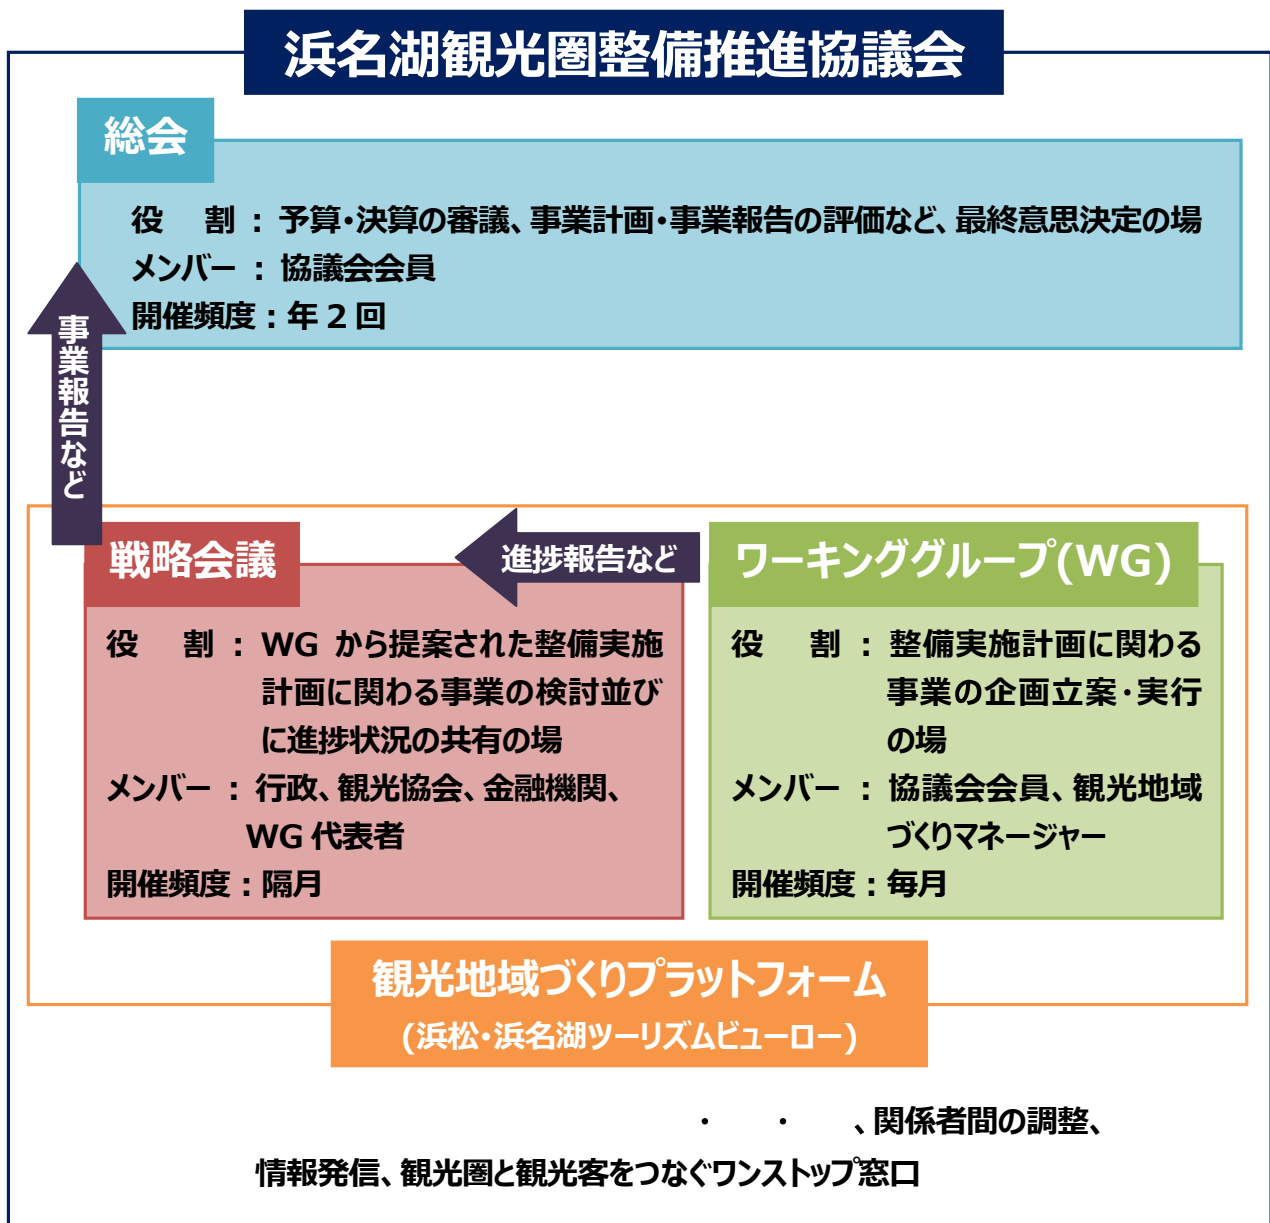 浜名湖観光圏整備推進協議会
総会
役　割：予算・決算の審議、事業計画・事業報告の評価など、最終意思決定の場
メンバー：協議会会員
開催頻度：年２回
事業報告など
戦略会議
役　割：WG から提案された整備実施
計画に関わる事業の検討並び
に進捗状況の共有の場
メンバー：行政、観光協会、金融機関、
WG 代表者
開催頻度：隔月
進捗報告など
ワーキンググループ(WG)
役　割：整備実施計画に関わる
事業の企画立案・実行
の場
メンバー：協議会会員、観光地域
づくりマネージャー
開催頻度：毎月
観光地域づくりプラットフォーム
(浜松・浜名湖ツーリズムビューロー)
・　・　、関係者間の調整、
情報発信、観光圏と観光客をつなぐワンストップ窓口